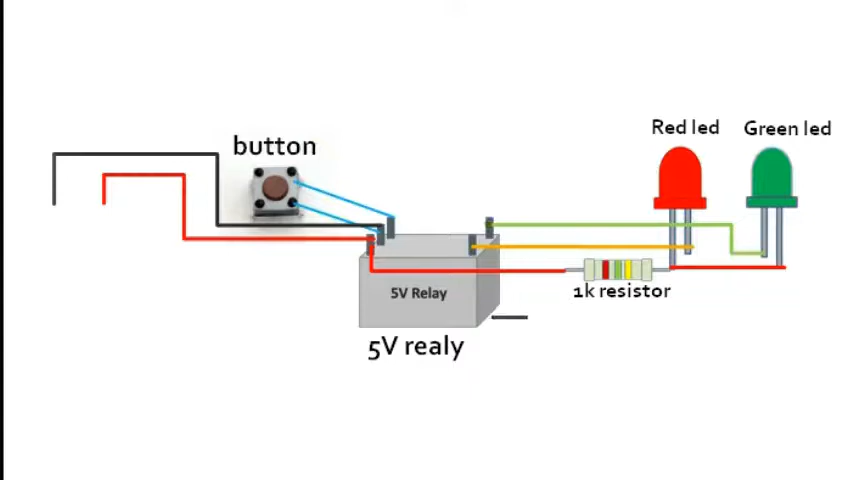 Red led
Green led
button
5V Relay
1k resistor
5V realy